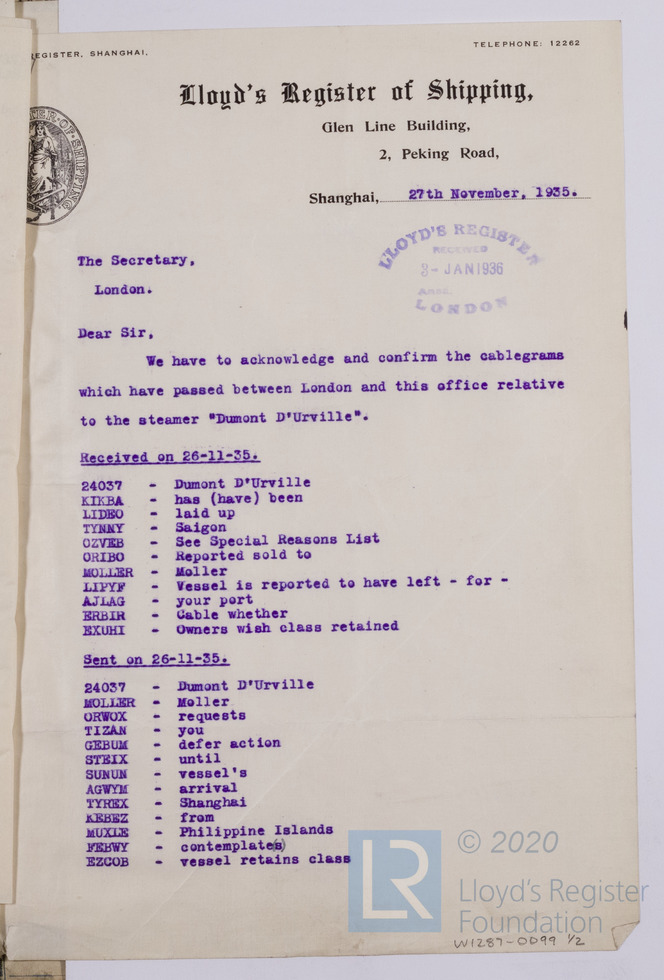 REGISTER, SHANGHAI.
TELEPHONE: 12262
Lloyd's Register of Shipping,
Glen Line Building,
2, Peking Road,
Shanghai, 27th November, 1935.
LLOYD'S REGISTER
RECEIVED
3- JAN 1936
LONDON
The Secretary,
London.
Dear Sir,
We have to acknowledge and confirm the cablegrams
which have passed between London and this office relative
to the steamer "Dumont D'Urville".
Received on 26-11-35.
24037 - Dumont D'Urville
KIKBA - has (have) been
LIDEO - laid up
TYNNY - Saigon
OZVEB - See Special Reasons List
ORIBO - Reported sold to
MOLLER - Moller
LIPYF - Vessel is reported to have left - for -
AJLAG - your port
ERBIR - Cable whether
EXUHI - Owners wish class retained
Sent on 26-11-35.
24037 - Dumont D'Urville
MOLLER - Moller
ORWOX - requests
TIZAN - you
GEBUM - defer action
STEIX - until
SUNUN - vessel's
AGWYM - arrival
TYREX - Shanghai
KEBEZ - from
MUXLE - Philippine Islands
FEBWY - contemplate(s)
EZCOB - vessel retains class
LR
© 2020
Lloyd's Register
Foundation
W1287-0099 1/2